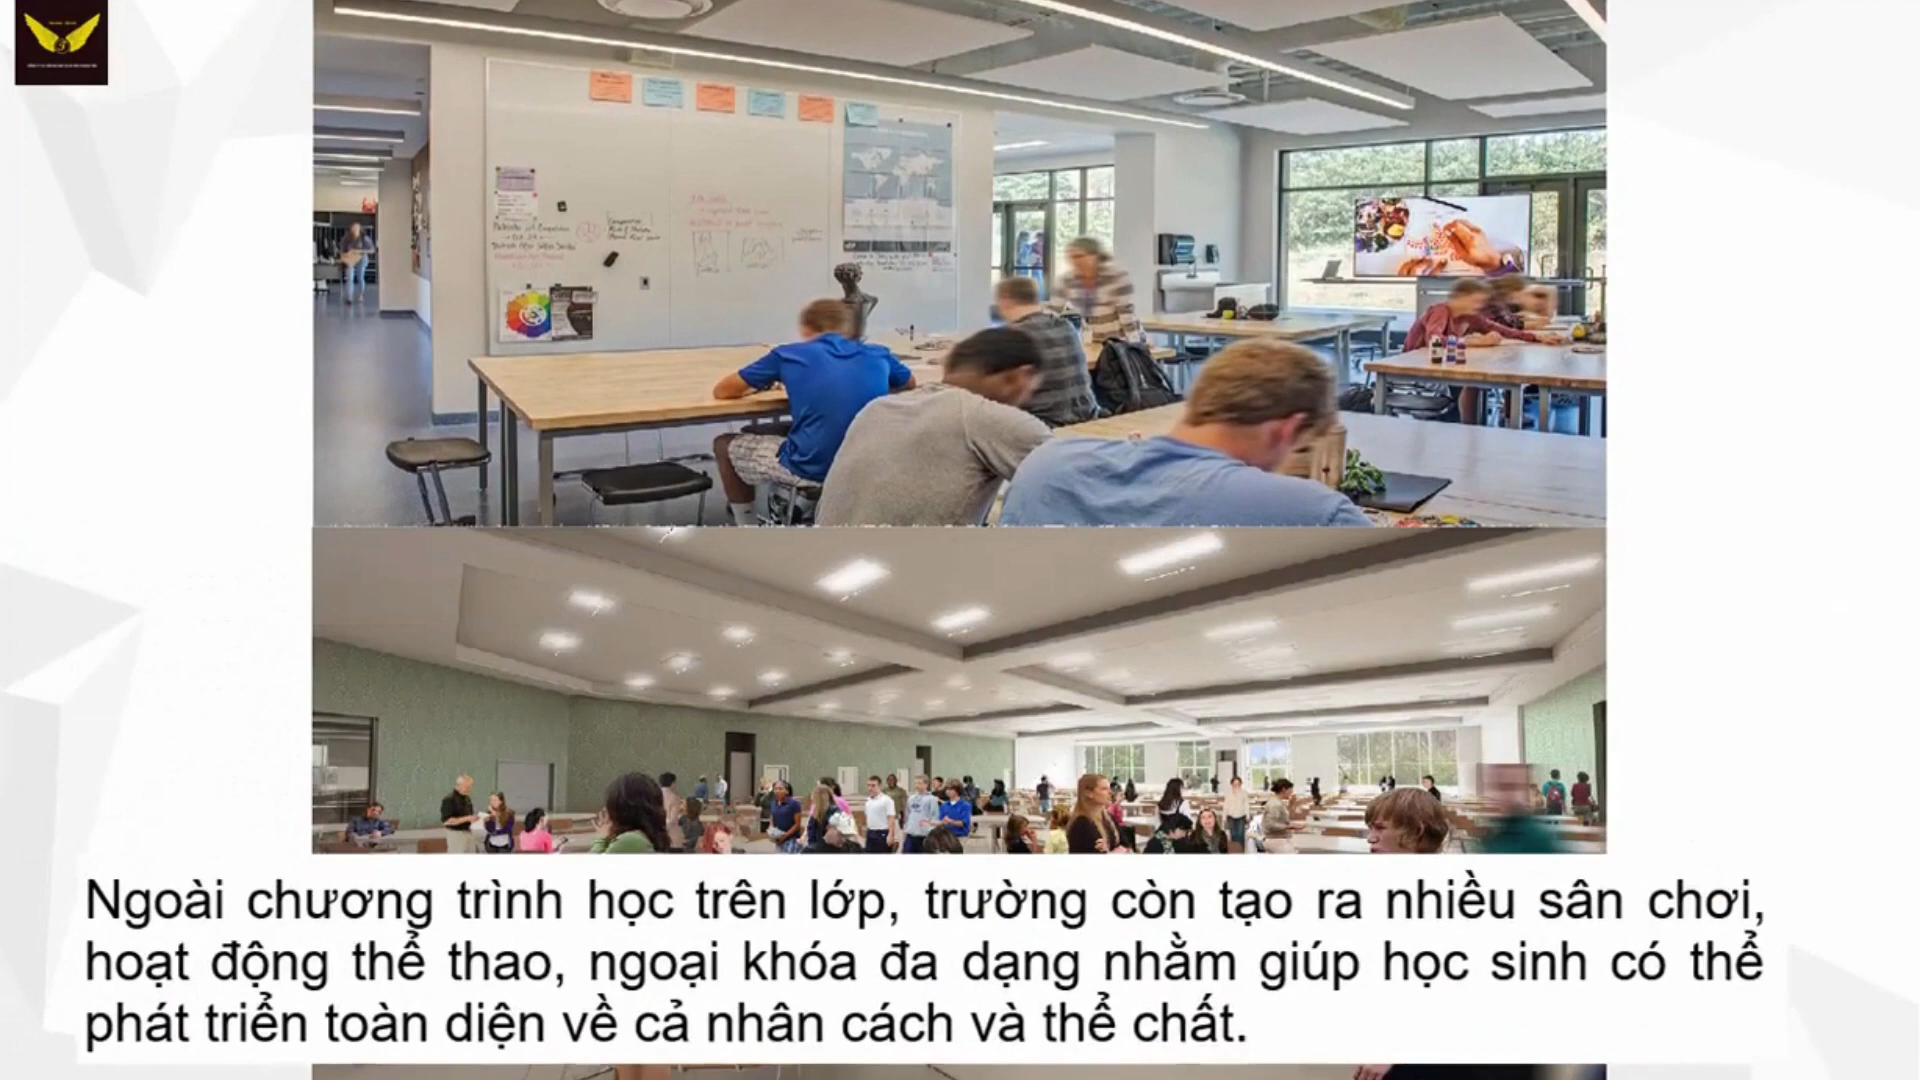 Ngoài chương trình học trên lớp, trường còn tạo ra nhiều sân chơi,
hoạt động thể thao, ngoại khóa đa dạng nhằm giúp học sinh có thể
phát triển toàn diện về cả nhân cách và thể chất.